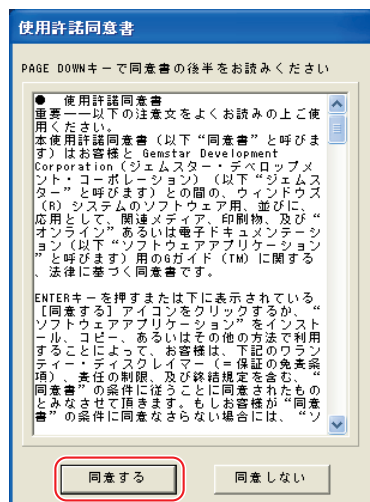 使用許諾同意書
PAGE DOWNキーで同意書の後半をお読みください
● 使用許諾同意書
重要――以下の注意文をよくお読みの上ご使
用ください。
本使用許諾同意書（以下“同意書”と呼びま
す）はお客様と Gemstar Development
Corporation（ジェムスター・デベロップメ
ント・コーポレーション）（以下“ジェムス
ター”と呼びます）との間の、ウィンドウズ
(R) システムのソフトウェア用、並びに、
応用として、関連メディア、印刷物、及び“
オンライン”あるいは電子ドキュメンテーシ
ョン（以下“ソフトウェアアプリケーション
”と呼びます）用のGガイド (TM) に関する
、法律に基づく同意書です。
ENTERキーを押すまたは下に表示されている
［同意する］アイコンをクリックするか、“
ソフトウェアアプリケーション”をインスト
ール、コピー、あるいはその他の方法で利用
することによって、お客様は、下記のワラン
ティー・ディスクレイマー（＝保証の免責条
項）、責任の制限、及び終結規定を含む、“
同意書”の条件に従うことに同意されたもの
とみなさせて頂きます。もしお客様が“同意
書”の条件に同意なさらない場合には、“ソ
同意する
同意しない